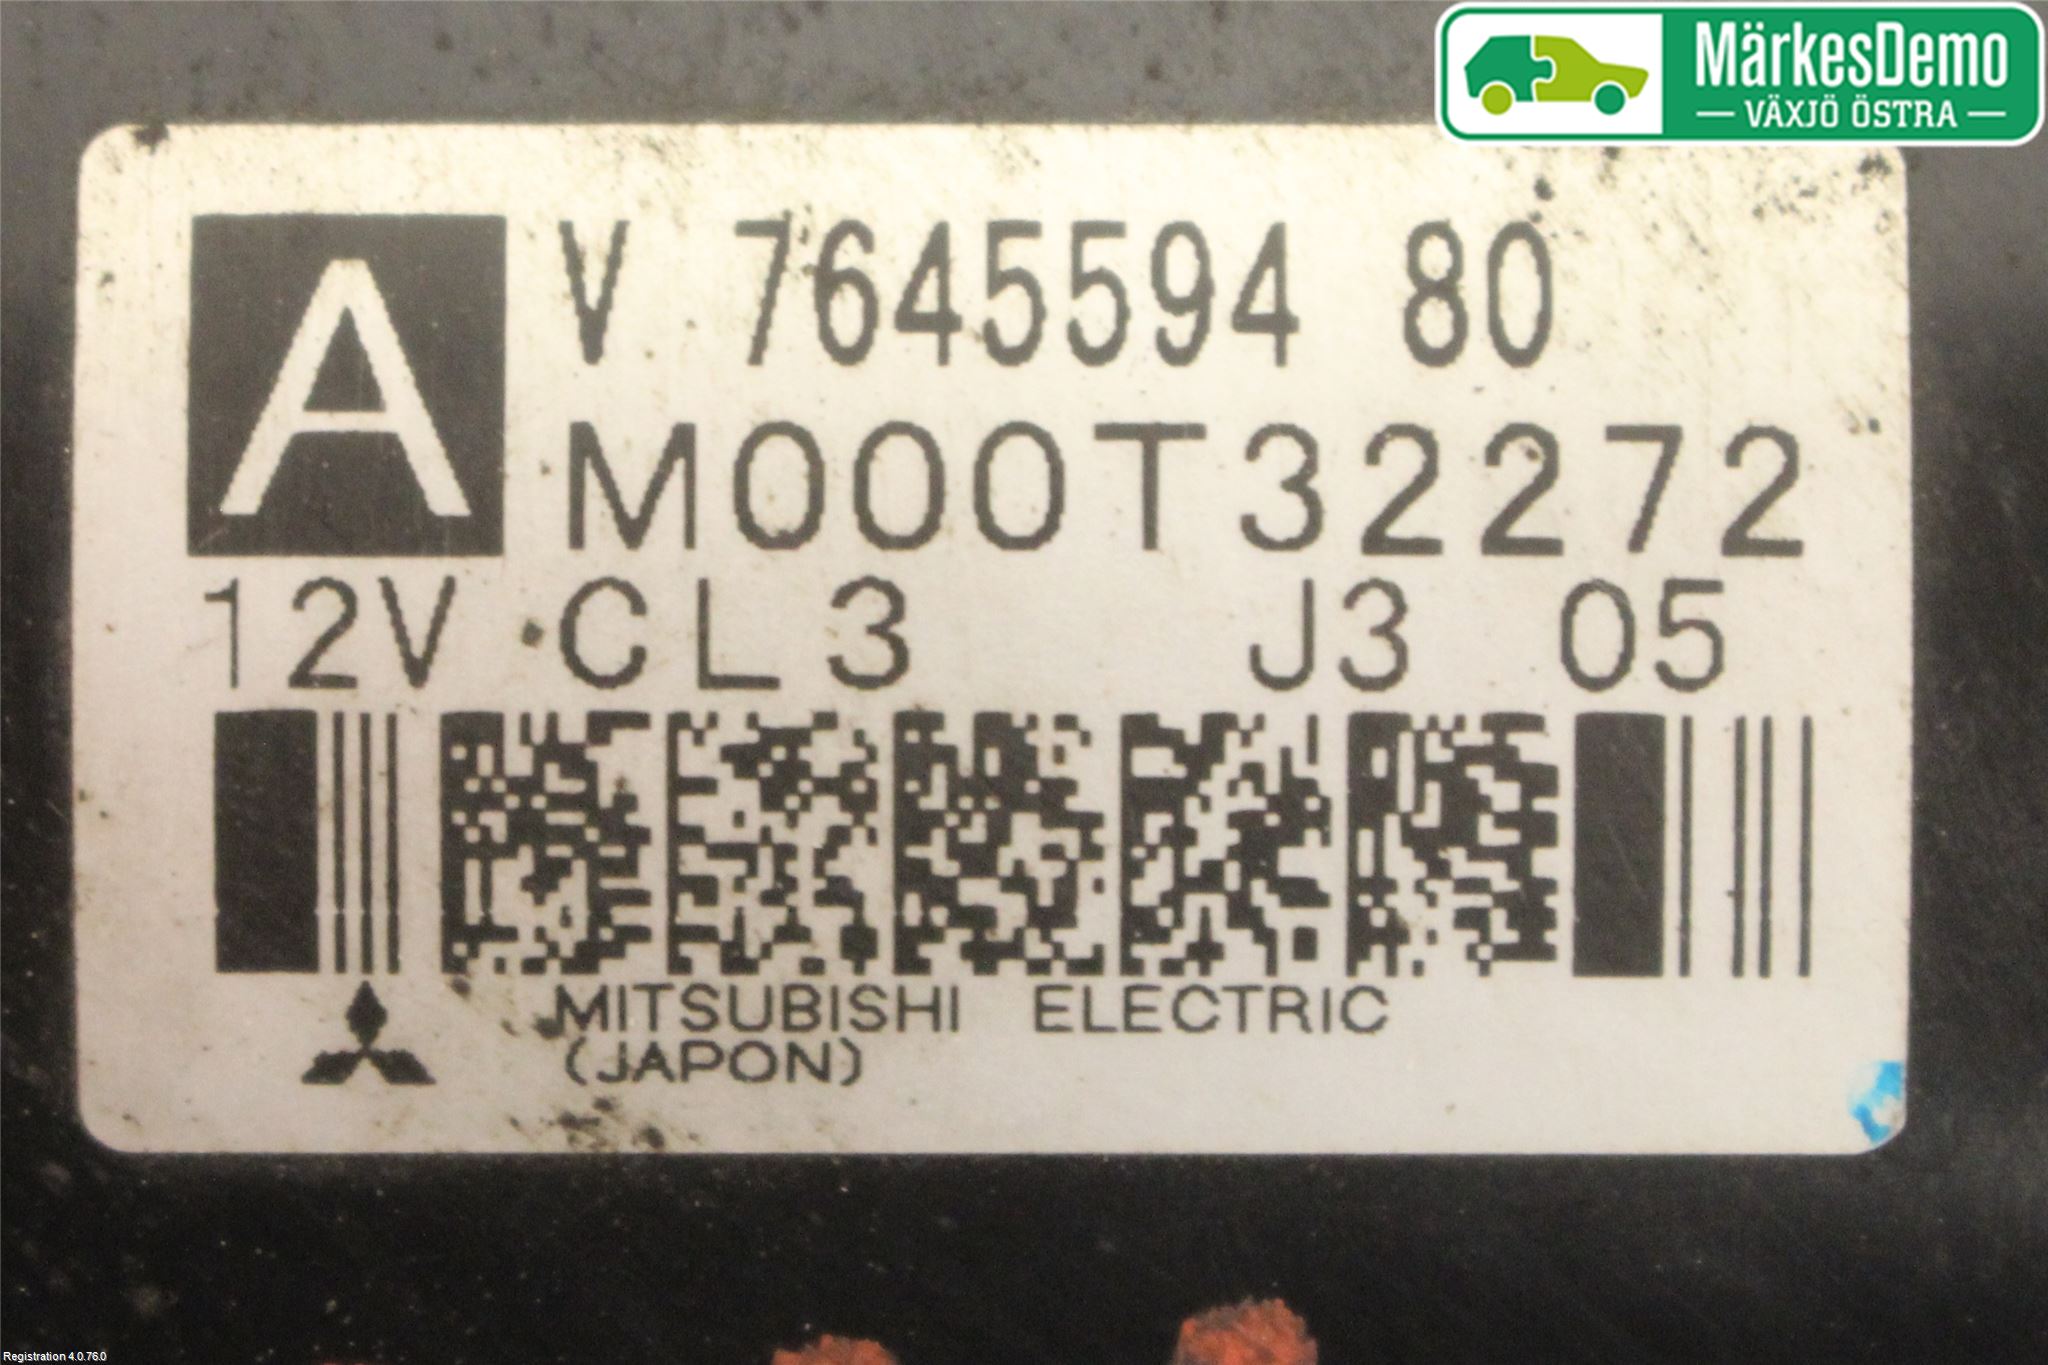 MärkesDemo
VÄXJÖ ÖSTRA
A
V 7645594 80
M000T32272
12V CL3 J3 05
MITSUBISHI ELECTRIC
(JAPON)
Registration 4.0.76.0